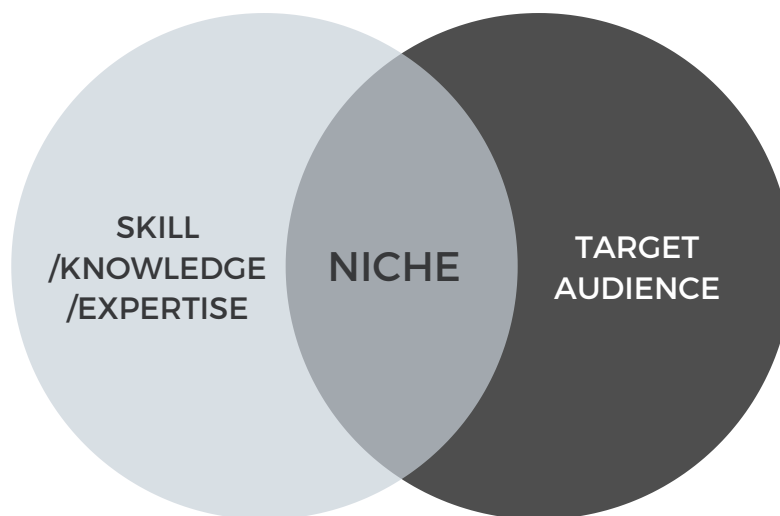 SKILL
/KNOWLEDGE
/EXPERTISE
NICHE
TARGET
AUDIENCE